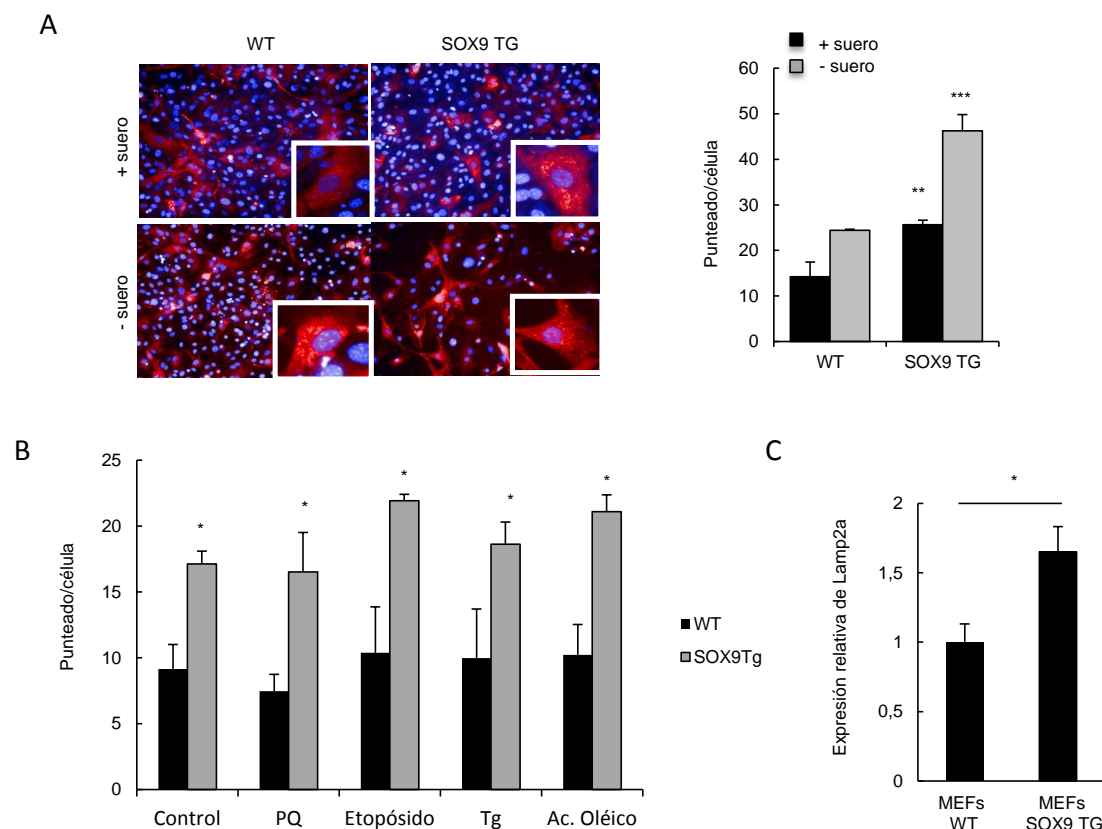 A
WT
SOX9 TG
+ suero
- suero
+ suero
- suero
Punteado/célula
60
50
40
30
20
10
0
***
**
WT
SOX9 TG
B
Punteado/célula
25
20
15
10
5
0
*
*
*
*
*
Control
PQ
Etopósido
Tg
Ac. Oléico
WT
SOX9Tg
C
Expresión relativa de Lamp2a
2
1,5
1
0,5
0
*
MEFs
WT
MEFs
SOX9 TG